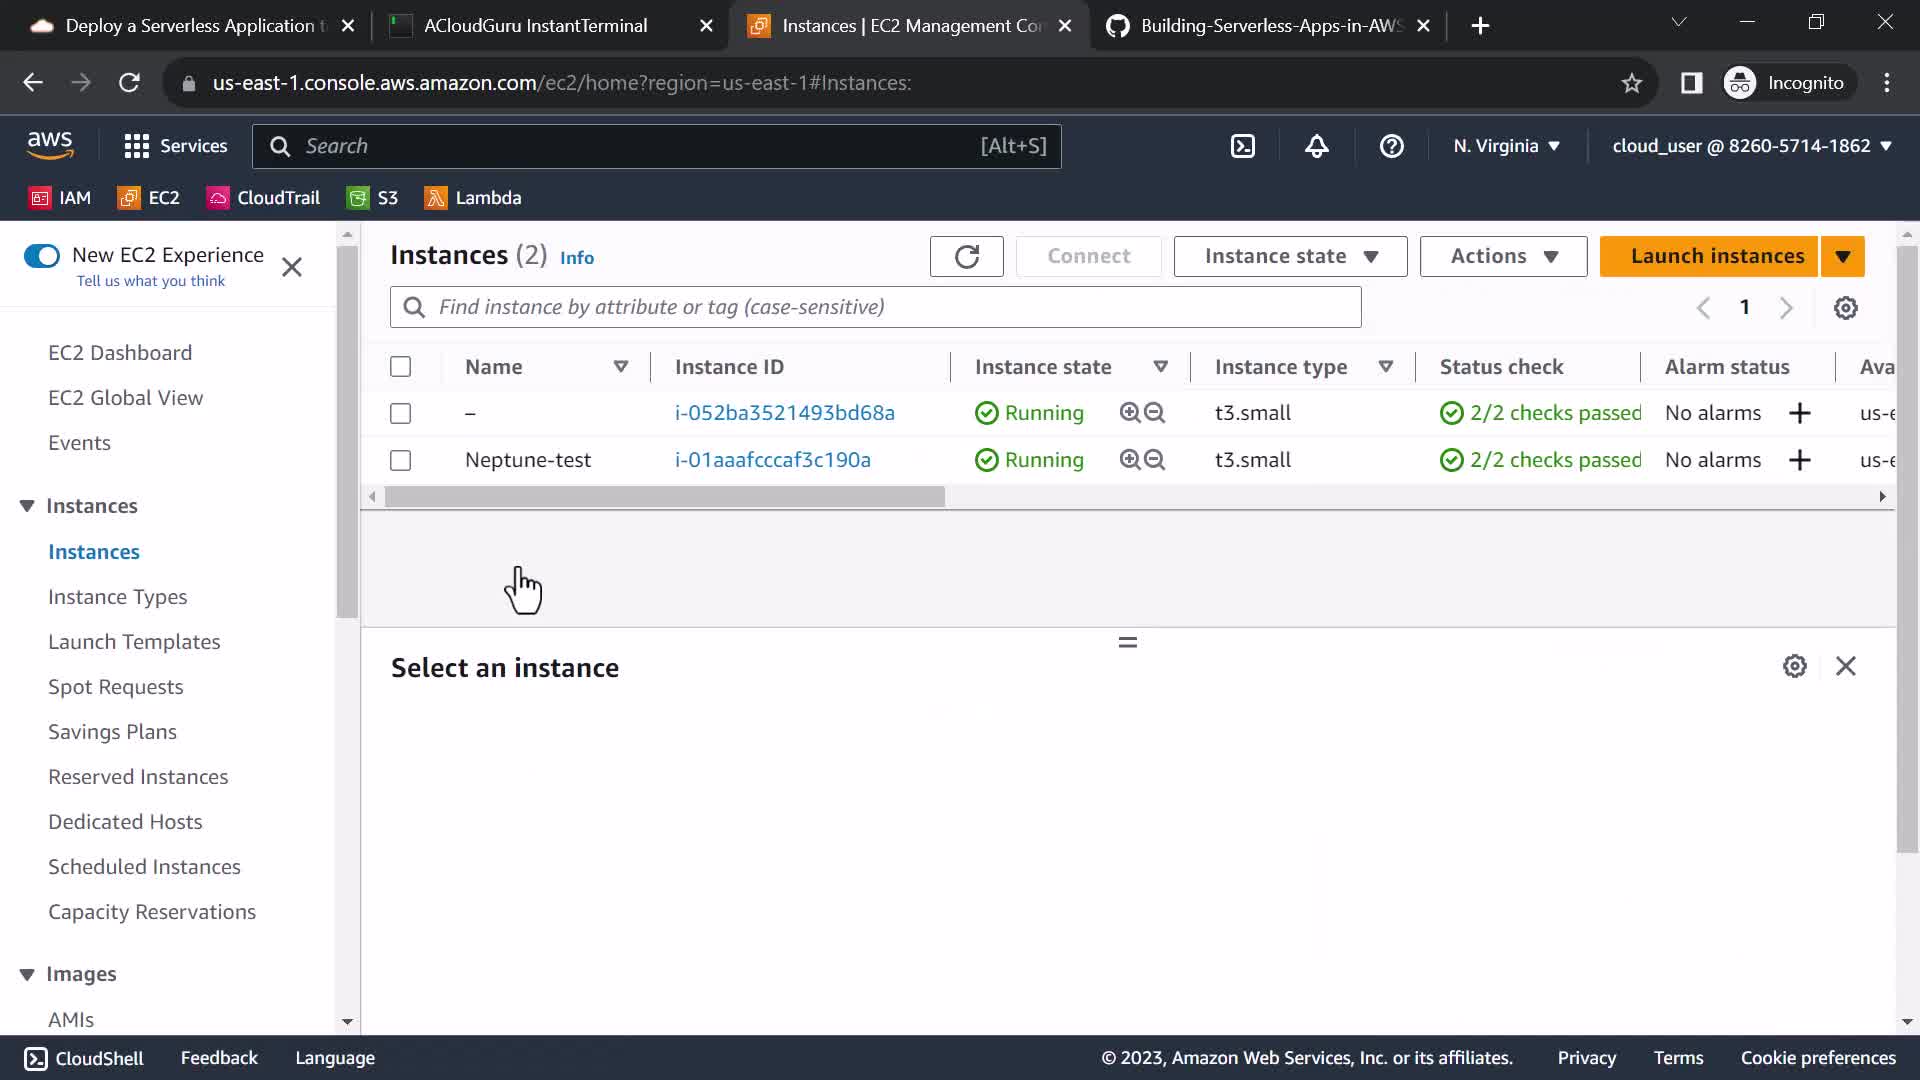 Deploy a Serverless Application t
ACloudGuru InstantTerminal
Instances | EC2 Management Co
Building-Serverless-Apps-in-AWS
us-east-1.console.aws.amazon.com/ec2/home?region=us-east-1#Instances:
Incognito
aws
Services
Search
[Alt+S]
N. Virginia
cloud_user @ 8260-5714-1862
IAM
EC2
CloudTrail
S3
Lambda
New EC2 Experience
Tell us what you think
EC2 Dashboard
EC2 Global View
Events
Instances
Instances
Instance Types
Launch Templates
Spot Requests
Savings Plans
Reserved Instances
Dedicated Hosts
Scheduled Instances
Capacity Reservations
Images
AMIs
Instances (2) Info
Connect
Instance state
Actions
Launch instances
Find instance by attribute or tag (case-sensitive)
1
Name Instance ID Instance state Instance type Status check Alarm status Ava
– i-052ba3521493bd68a Running t3.small 2/2 checks passed No alarms + us-e
Neptune-test i-01aaafcccaf3c190a Running t3.small 2/2 checks passed No alarms + us-e
Select an instance
CloudShell
Feedback
Language
© 2023, Amazon Web Services, Inc. or its affiliates.
Privacy
Terms
Cookie preferences